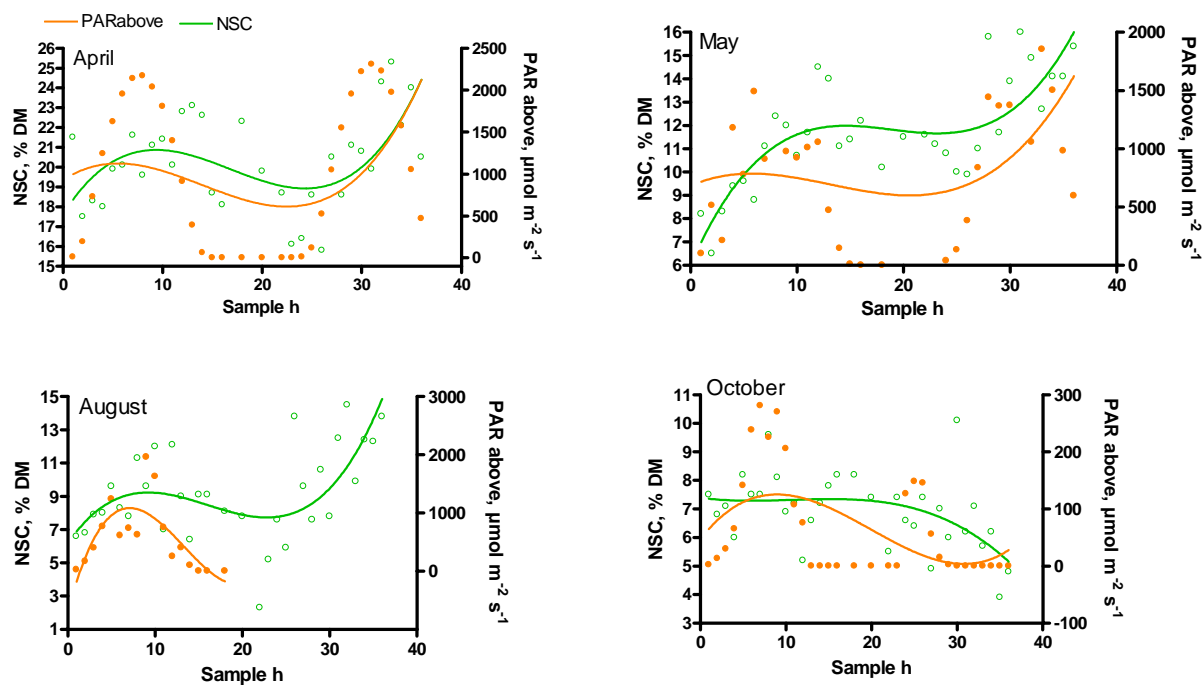 PARabove NSC
April
26
25
24
23
22
21
20
19
18
17
16
15
NSC, % DM
2500
2000
1500
1000
500
0
PAR above, µmol m⁻² s⁻¹
0 10 20 30 40
Sample h
May
16
15
14
13
12
11
10
9
8
7
6
NSC, % DM
2000
1500
1000
500
0
PAR above, µmol m⁻² s⁻¹
0 10 20 30 40
Sample h
August
15
13
11
9
7
5
3
1
NSC, % DM
3000
2000
1000
0
PAR above, µmol m⁻² s⁻¹
0 10 20 30 40
Sample h
October
11
10
9
8
7
6
5
4
3
NSC, % DM
300
200
100
0
-100
PAR above, µmol m⁻² s⁻¹
0 10 20 30 40
Sample h